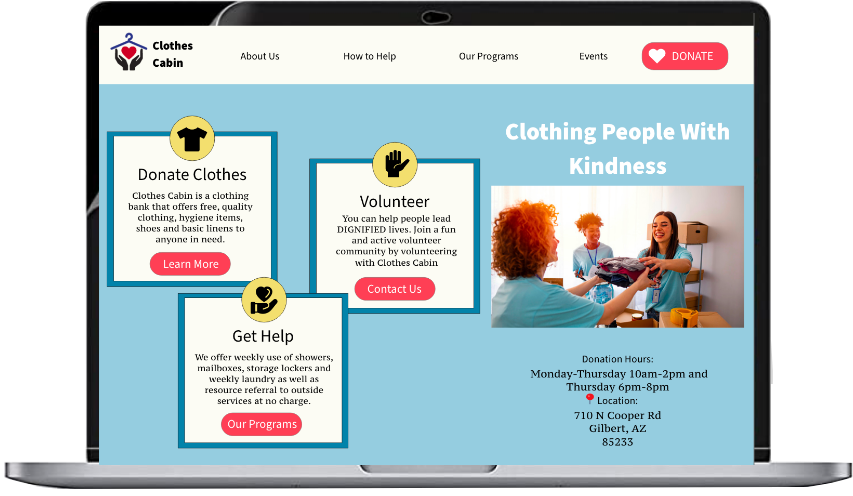 Clothes
Cabin
About Us
How to Help
Our Programs
Events
DONATE
Donate Clothes
Clothes Cabin is a clothing
bank that offers free, quality
clothing, hygiene items,
shoes and basic linens to
anyone in need.
Learn More
Volunteer
You can help people lead
DIGNIFIED lives. Join a fun
and active volunteer
community by volunteering
with Clothes Cabin
Contact Us
Get Help
We offer weekly use of showers,
mailboxes, storage lockers and
weekly laundry as well as
resource referral to outside
services at no charge.
Our Programs
Clothing People With
Kindness
Donation Hours:
Monday-Thursday 10am-2pm and
Thursday 6pm-8pm
📍Location:
710 N Cooper Rd
Gilbert, AZ
85233